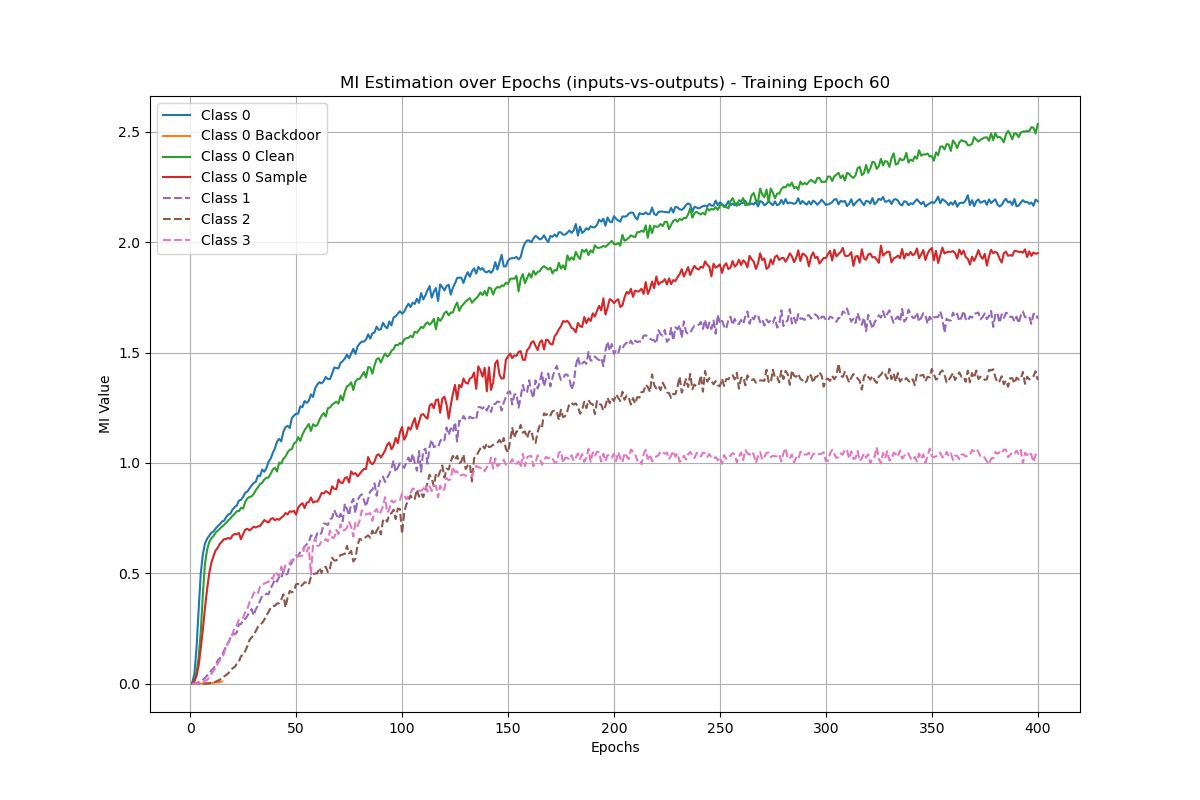 MI Estimation over Epochs (inputs-vs-outputs) - Training Epoch 60
Class 0
Class 0 Backdoor
Class 0 Clean
Class 0 Sample
Class 1
Class 2
Class 3
2.5
2.0
1.5
1.0
0.5
0.0
MI Value
0 50 100 150 200 250 300 350 400
Epochs